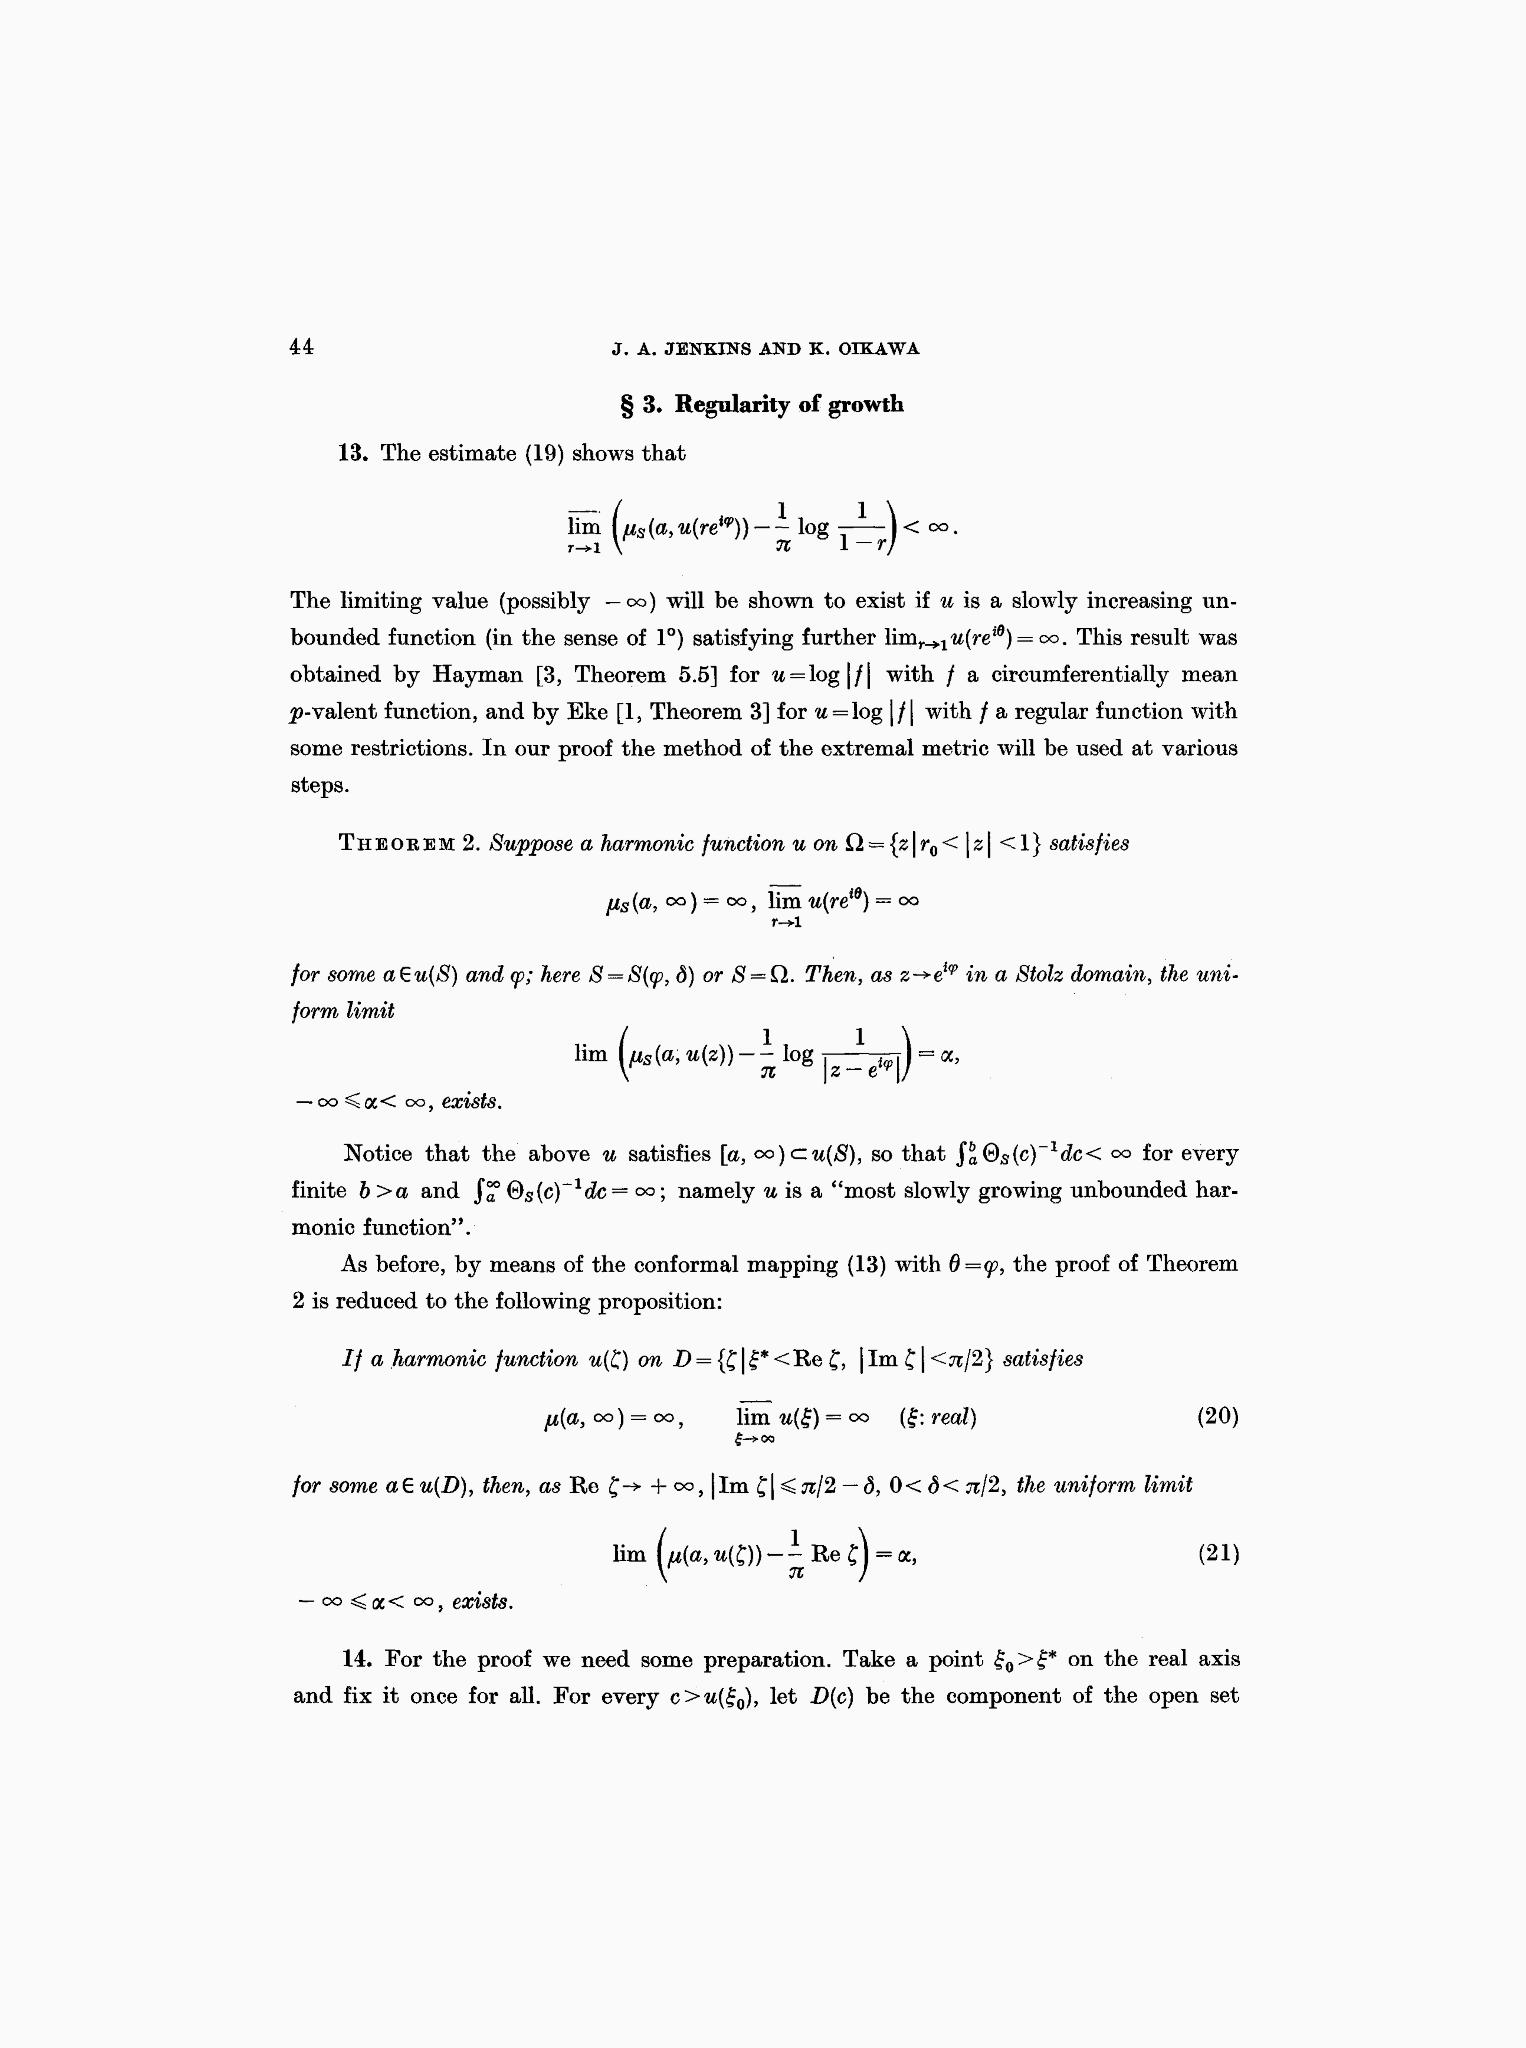 44 J. A. JENKINS AND K. OIKAWA
§ 3. Regularity of growth
13. The estimate (19) shows that
$\overline{\lim}_{r\to 1} \left(\mu_S(a, u(re^{i\varphi})) - \frac{1}{\pi} \log \frac{1}{1-r}\right) < \infty.$
The limiting value (possibly $-\infty$) will be shown to exist if $u$ is a slowly increasing un-
bounded function (in the sense of 1°) satisfying further $\lim_{r\to 1} u(re^{i\theta}) = \infty$. This result was
obtained by Hayman [3, Theorem 5.5] for $u = \log |f|$ with $f$ a circumferentially mean
$p$-valent function, and by Eke [1, Theorem 3] for $u = \log |f|$ with $f$ a regular function with
some restrictions. In our proof the method of the extremal metric will be used at various
steps.
THEOREM 2. Suppose a harmonic function $u$ on $\Omega = \{z | r_0 < |z| < 1\}$ satisfies
$\mu_S(a, \infty) = \infty, \overline{\lim}_{r\to 1} u(re^{i\theta}) = \infty$
for some $a \in u(S)$ and $\varphi$; here $S = S(\varphi, \delta)$ or $S = \Omega$. Then, as $z \to e^{i\varphi}$ in a Stolz domain, the uni-
form limit
$\lim \left(\mu_S(a, u(z)) - \frac{1}{\pi} \log \frac{1}{|z - e^{i\varphi}|}\right) = \alpha,$
$-\infty \leqslant \alpha < \infty$, exists.
Notice that the above $u$ satisfies $[a, \infty) \subset u(S)$, so that $\int_a^b \Theta_S(c)^{-1} dc < \infty$ for every
finite $b > a$ and $\int_a^\infty \Theta_S(c)^{-1} dc = \infty$; namely $u$ is a “most slowly growing unbounded har-
monic function”.
As before, by means of the conformal mapping (13) with $\theta = \varphi$, the proof of Theorem
2 is reduced to the following proposition:
If a harmonic function $u(\zeta)$ on $D = \{\zeta | \xi^* < \text{Re } \zeta, |\text{Im } \zeta| < \pi/2\}$ satisfies
$\mu(a, \infty) = \infty, \quad \overline{\lim}_{\xi\to\infty} u(\xi) = \infty \quad (\xi: real)$ (20)
for some $a \in u(D)$, then, as $\text{Re } \zeta \to +\infty, |\text{Im } \zeta| \leqslant \pi/2 - \delta, 0 < \delta < \pi/2$, the uniform limit
$\lim \left(\mu(a, u(\zeta)) - \frac{1}{\pi} \text{Re } \zeta\right) = \alpha,$ (21)
$-\infty \leqslant \alpha < \infty$, exists.
14. For the proof we need some preparation. Take a point $\xi_0 > \xi^*$ on the real axis
and fix it once for all. For every $c > u(\xi_0)$, let $D(c)$ be the component of the open set